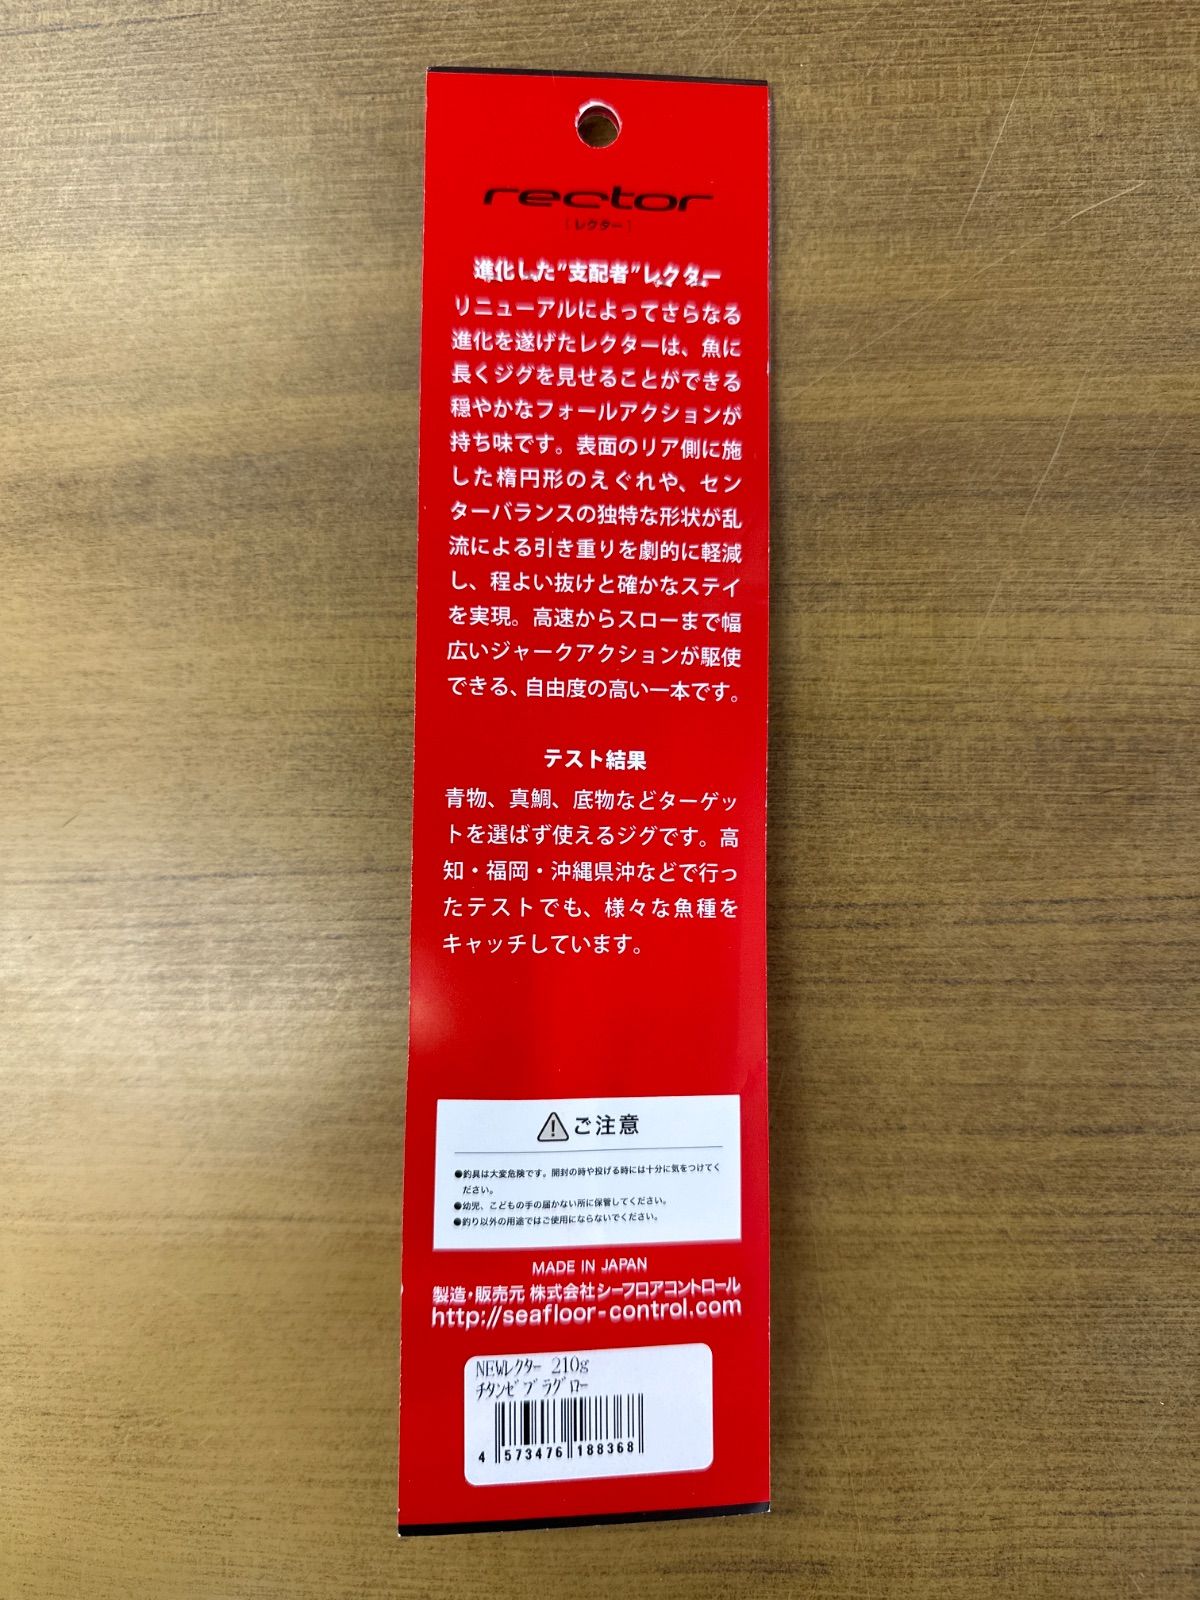 rector
[レクター]
進化した"支配者"レクター
リニューアルによってさらなる
進化を遂げたレクターは、魚に
長くジグを見せることができる
穏やかなフォールアクションが
持ち味です。表面のリア側に施
した楕円形のえぐれや、セン
ターバランスの独特な形状が乱
流による引き重りを劇的に軽減
し、程よい抜けと確かなステイ
を実現。高速からスローまで幅
広いジャークアクションが駆使
できる、自由度の高い一本です。
テスト結果
青物、真鯛、底物などターゲッ
トを選ばず使えるジグです。高
知・福岡・沖縄県沖などで行っ
たテストでも、様々な魚種を
キャッチしています。
ご注意
●釣具は大変危険です。開封の時や投げる時には十分に気をつけてく
ださい。
●幼児、こどもの手の届かない所に保管してください。
●釣り以外の用途ではご使用にならないでください。
MADE IN JAPAN
製造・販売元 株式会社シーフロアコントロール
http://seafloor-control.com
NEWレクター 210g
チタンゼブラグロー
4 573476 188368